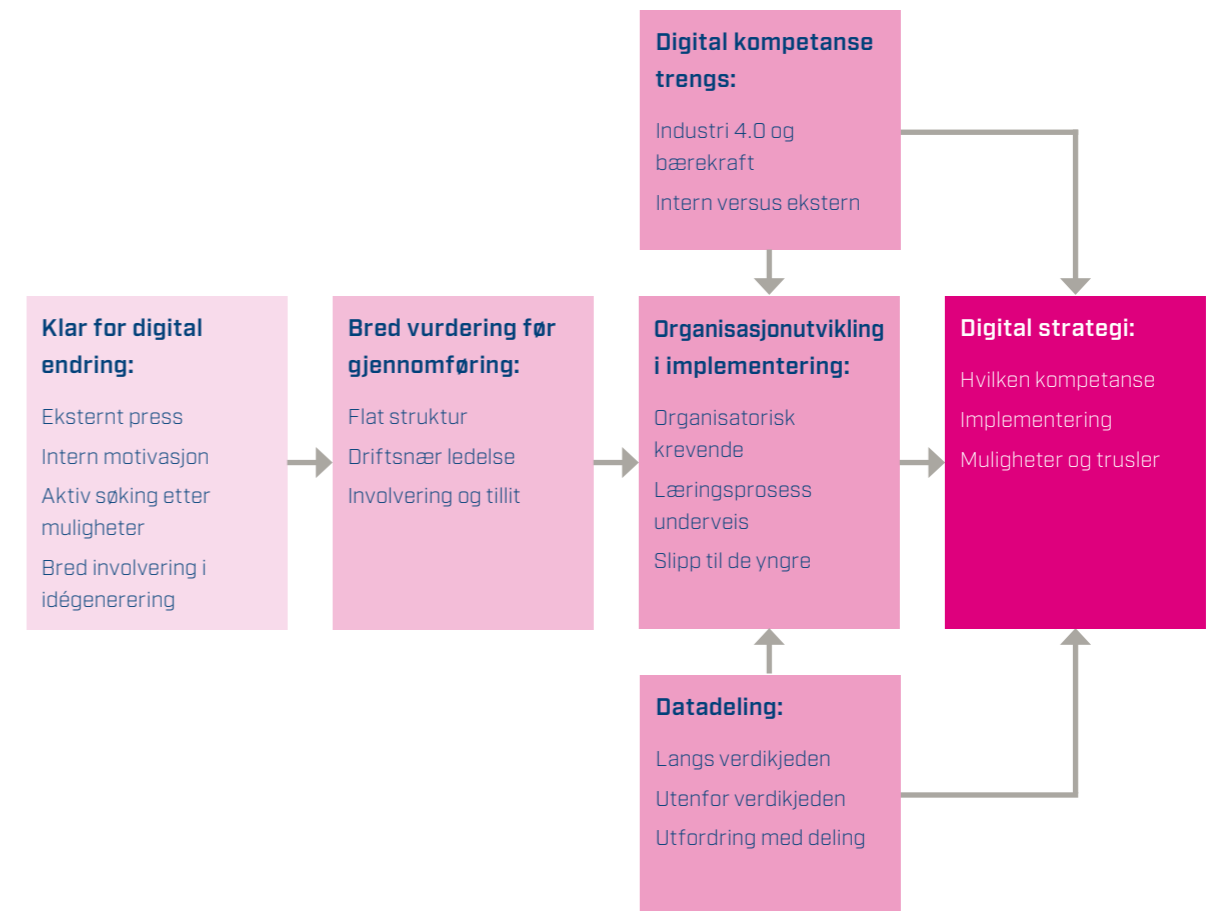 Digital kompetanse
trengs:
Industri 4.0 og
bærekraft
Intern versus ekstern
Klar for digital
endring:
Eksternt press
Intern motivasjon
Aktiv søking etter
muligheter
Bred involvering i
idégenerering
Bred vurdering før
gjennomføring:
Flat struktur
Driftsnær ledelse
Involvering og tillit
Organisasjonutvikling
i implementering:
Organisatorisk
krevende
Læringsprosess
underveis
Slipp til de yngre
Digital strategi:
Hvilken kompetanse
Implementering
Muligheter og trusler
Datadeling:
Langs verdikjeden
Utenfor verdikjeden
Utfordring med deling